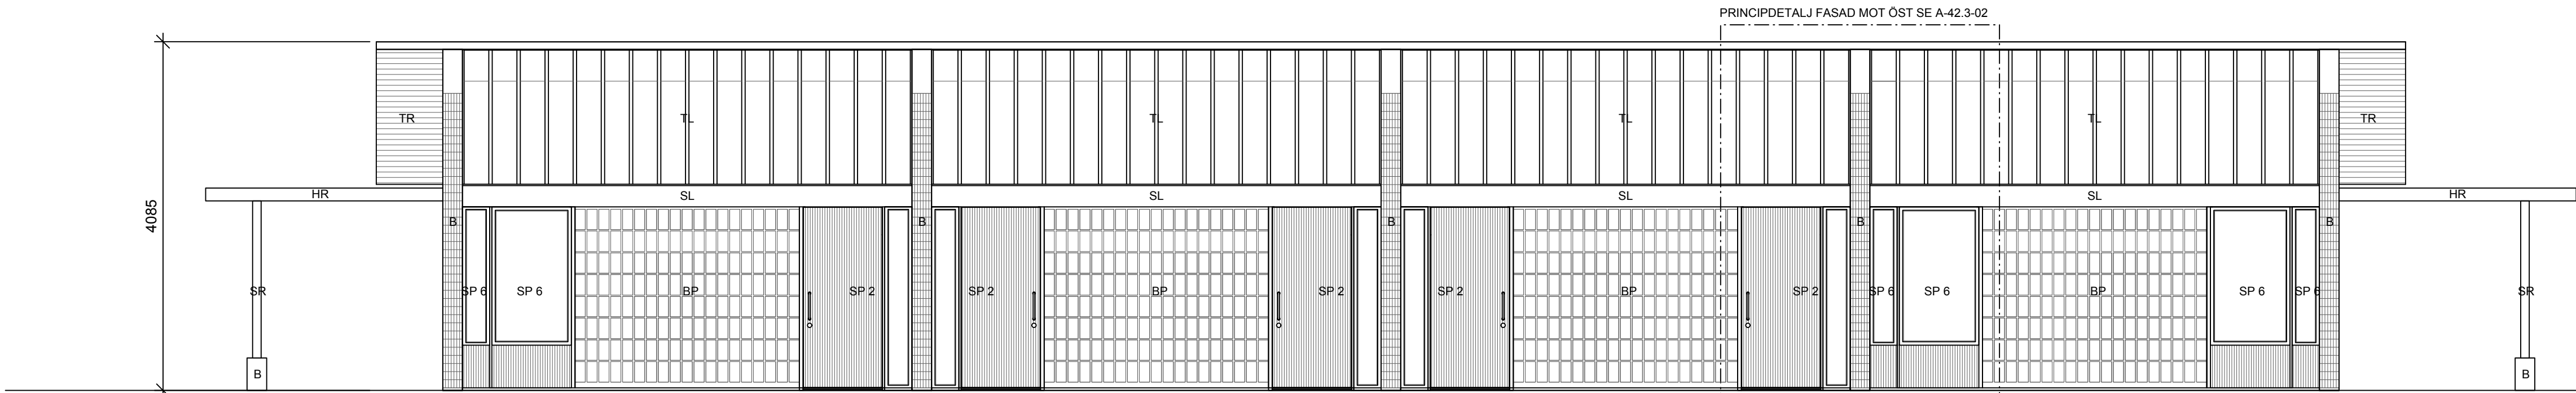 PRINCIPDETALJ FASAD MOT ÖST SE A-42.3-02
TR TL TL TL TL TR
HR SL SL SL SL HR
4085
B B B B B
SR SP 6 SP 6 BP SP 2 SP 2 BP SP 2 SP 2 BP SP 2 SP 6 SP 6 BP SP 6 SP 6 SR
B B